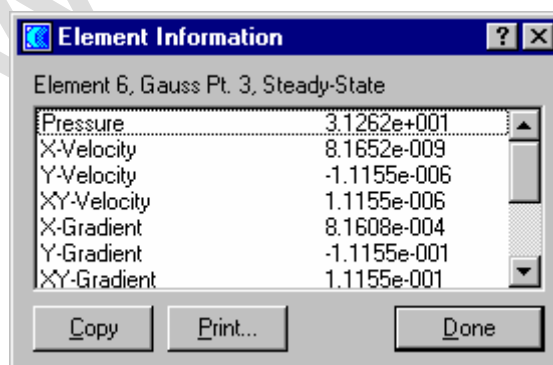 Element Information
Element 6, Gauss Pt. 3, Steady-State
Pressure 3.1262e+001
X-Velocity 8.1652e-009
Y-Velocity -1.1155e-006
XY-Velocity 1.1155e-006
X-Gradient 8.1608e-004
Y-Gradient -1.1155e-001
XY-Gradient 1.1155e-001
Copy Print... Done